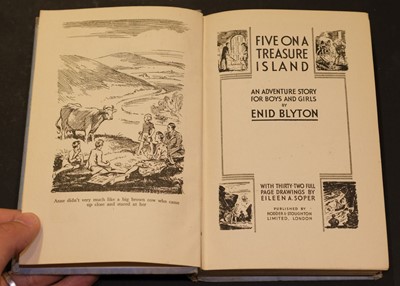 Anne didn't very much like a big brown cow who came
up close and stared at her
FIVE ON A
TREASURE
ISLAND
AN ADVENTURE STORY
FOR BOYS AND GIRLS
BY
ENID BLYTON
WITH THIRTY-TWO FULL
PAGE DRAWINGS BY
EILEEN A. SOPER
PUBLISHED BY
HODDER & STOUGHTON
LIMITED, LONDON